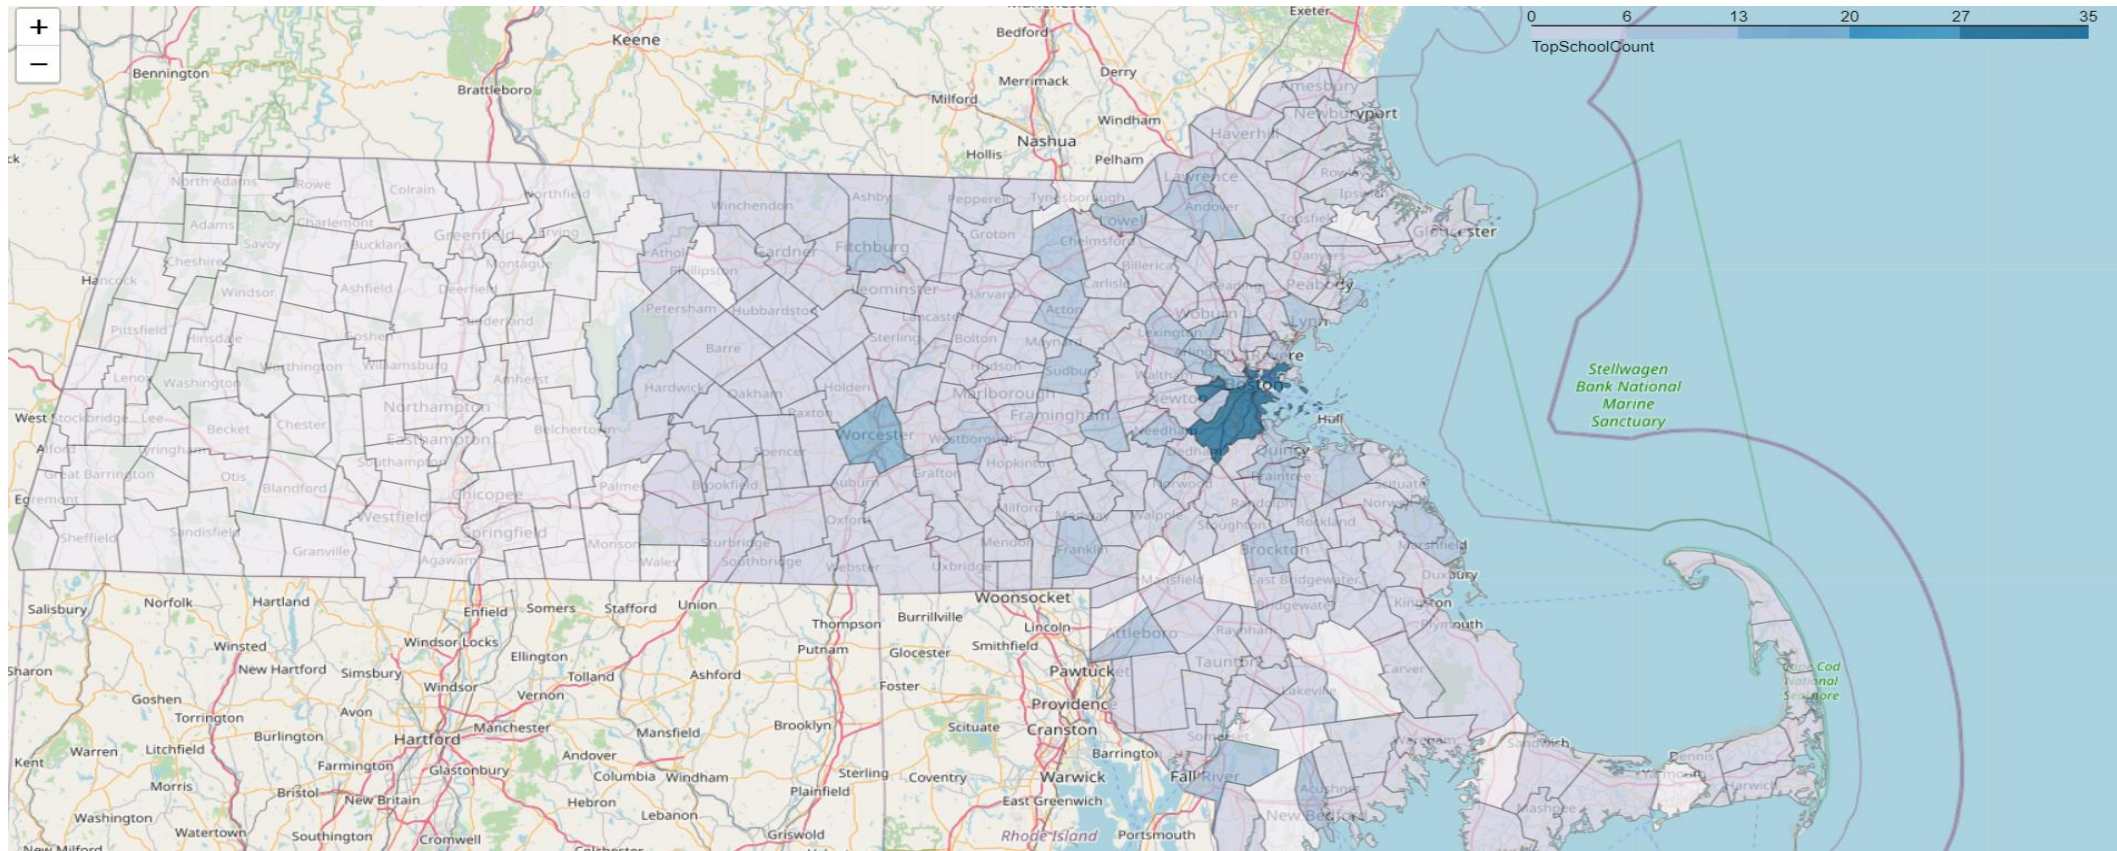 +
−
0 6 13 20 27 35
TopSchoolCount
Exeter
Keene
Bedford
Bennington
Derry
Merrimack
Brattleboro
Milford
Amesbury
Newburyport
Windham
Haverhill
Nashua
Hollis
Pelham
Lawrence
Rowley
North Adams
Rowe
Colrain
Northfield
Winchendon
Ashby
Pepperell
Tyngsborough
Ipswich
Andover
Adams
Charlemont
Greenfield
Erving
Lowell
Topsfield
Gloucester
Savoy
Buckland
Athol
Gardner
Fitchburg
Groton
Chelmsford
Danvers
Cheshire
Montague
Phillipston
Billerica
Hancock
Windsor
Ashfield
Deerfield
Leominster
Harvard
Carlisle
Reading
Peabody
Petersham
Hubbardsto
Lancaster
Acton
Woburn
Lynn
Pittsfield
Hinsdale
Goshen
Sunderland
Barre
Sterling
Bolton
Maynard
Lexington
Arlington
Revere
Stellwagen
Bank National
Marine
Sanctuary
Lenox
Washington
Worthington
Williamsburg
Amherst
Hardwick
Oakham
Holden
Hudson
Sudbury
Waltham
Boston
Marlborough
Newton
West Stockbridge
Lee
Northampton
Paxton
Framingham
Hull
Becket
Chester
Easthampton
Belchertown
Worcester
Westborough
Needham
Alford
Tyringham
Southampton
Spencer
Hopkinton
Dedham
Quincy
Great Barrington
Otis
Blandford
Chicopee
Palmer
Brookfield
Auburn
Grafton
Norwood
Braintree
Scituate
Egremont
Westfield
Oxford
Milford
Medway
Walpole
Randolph
Norwell
Stoughton
Rockland
Sheffield
Sandisfield
Granville
Springfield
Monson
Sturbridge
Mendon
Franklin
Brockton
Marshfield
Agawam
Wales
Southbridge
Webster
Uxbridge
Mansfield
East Bridgewater
Duxbury
Salisbury
Norfolk
Hartland
Enfield
Somers
Stafford
Union
Woonsocket
Bridgewater
Kingston
Thompson
Burrillville
Lincoln
Attleboro
Raynham
Plymouth
Winsted
Windsor Locks
Putnam
Glocester
Smithfield
Sharon
New Hartford
Simsbury
Ellington
Tolland
Ashford
Pawtucket
Taunton
Carver
Cape Cod
National
Seashore
Windsor
Vernon
Foster
Lakeville
Goshen
Torrington
Avon
Providence
Burlington
Hartford
Manchester
Mansfield
Brooklyn
Scituate
Cranston
Somerset
Wareham
Sandwich
Warren
Litchfield
Andover
Barrington
Dennis
Kent
Farmington
Glastonbury
Columbia
Windham
Sterling
Coventry
Warwick
Fall River
Yarmouth
Morris
Bristol
New Britain
Plainfield
Acushnet
Harwich
Hebron
East Greenwich
Mashpee
Washington
Lebanon
New Bedford
Watertown
Southington
Cromwell
Griswold
Rhode Island
Portsmouth
New Milford
Colchester